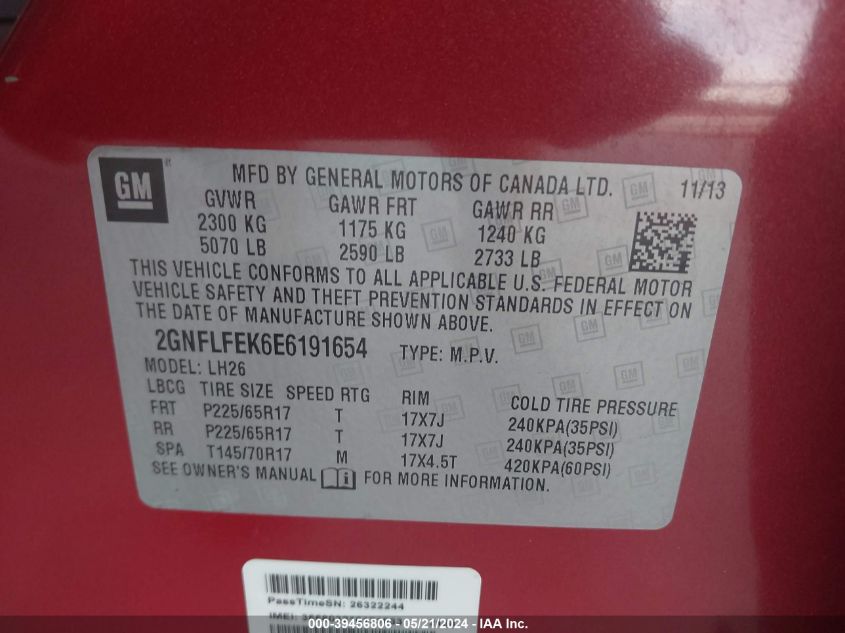 GM
MFD BY GENERAL MOTORS OF CANADA LTD. 11/13
GVWR GAWR FRT GAWR RR
2300 KG 1175 KG 1240 KG
5070 LB 2590 LB 2733 LB
THIS VEHICLE CONFORMS TO ALL APPLICABLE U.S. FEDERAL MOTOR
VEHICLE SAFETY AND THEFT PREVENTION STANDARDS IN EFFECT ON
THE DATE OF MANUFACTURE SHOWN ABOVE.
2GNFLFEK6E6191654 TYPE: M.P.V.
MODEL: LH26
LBCG TIRE SIZE SPEED RTG RIM COLD TIRE PRESSURE
FRT P225/65R17 T 17X7J 240KPA(35PSI)
RR P225/65R17 T 17X7J 240KPA(35PSI)
SPA T145/70R17 M 17X4.5T 420KPA(60PSI)
SEE OWNER'S MANUAL FOR MORE INFORMATION.
PassTimeSN: 26322244
IMEI:
00-39456806 - 05/21/2024 - IAA Inc.